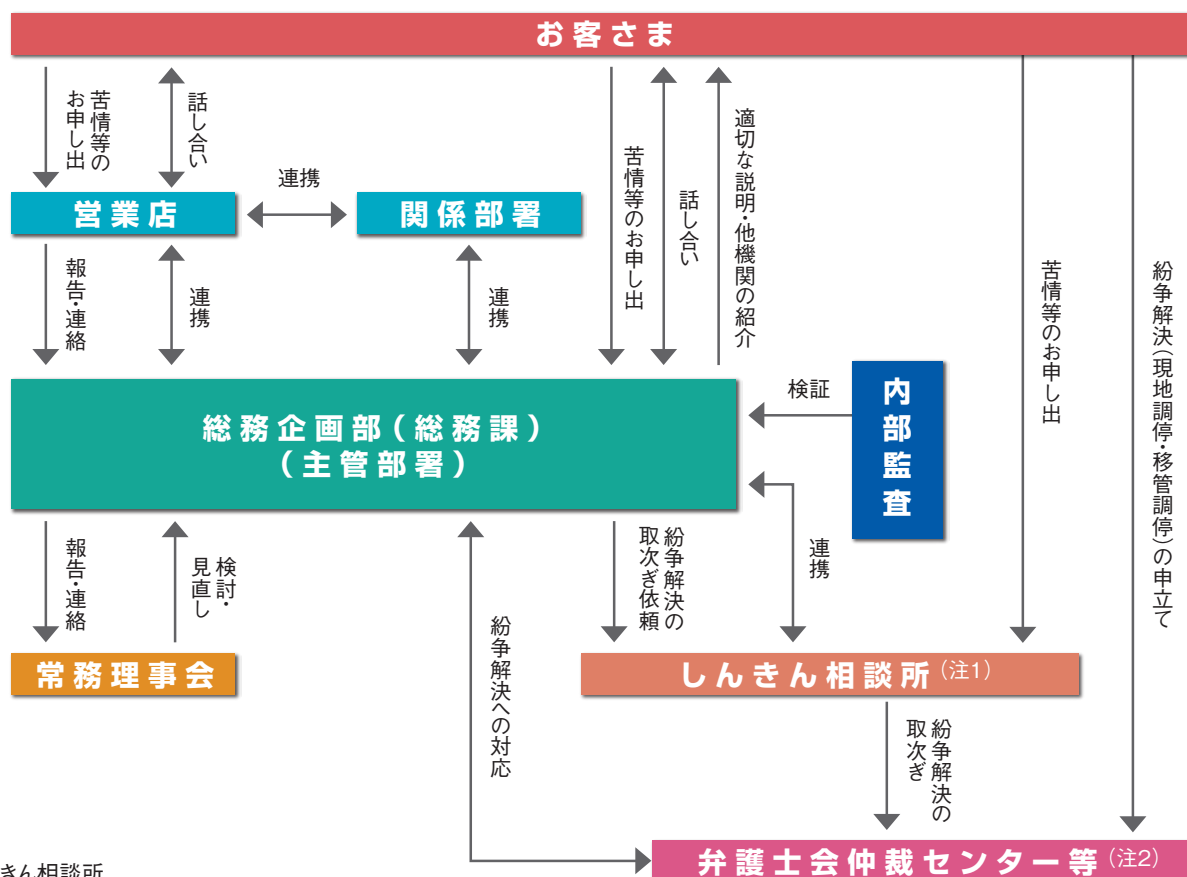 お客さま
苦情等の
お申し出
話し合い
苦情等のお申し出
話し合い
適切な説明・他機関の紹介
苦情等のお申し出
紛争解決(現地調停・移管調停)の申立て
営業店
連携
関係部署
報告・連絡
連携
連携
総務企画部(総務課)
(主管部署)
検証
内部監査
報告・連絡
検討・
見直し
紛争解決への対応
紛争解決の
取次ぎ依頼
連携
常務理事会
しんきん相談所(注1)
紛争解決の
取次ぎ
弁護士会仲裁センター等(注2)
きん相談所